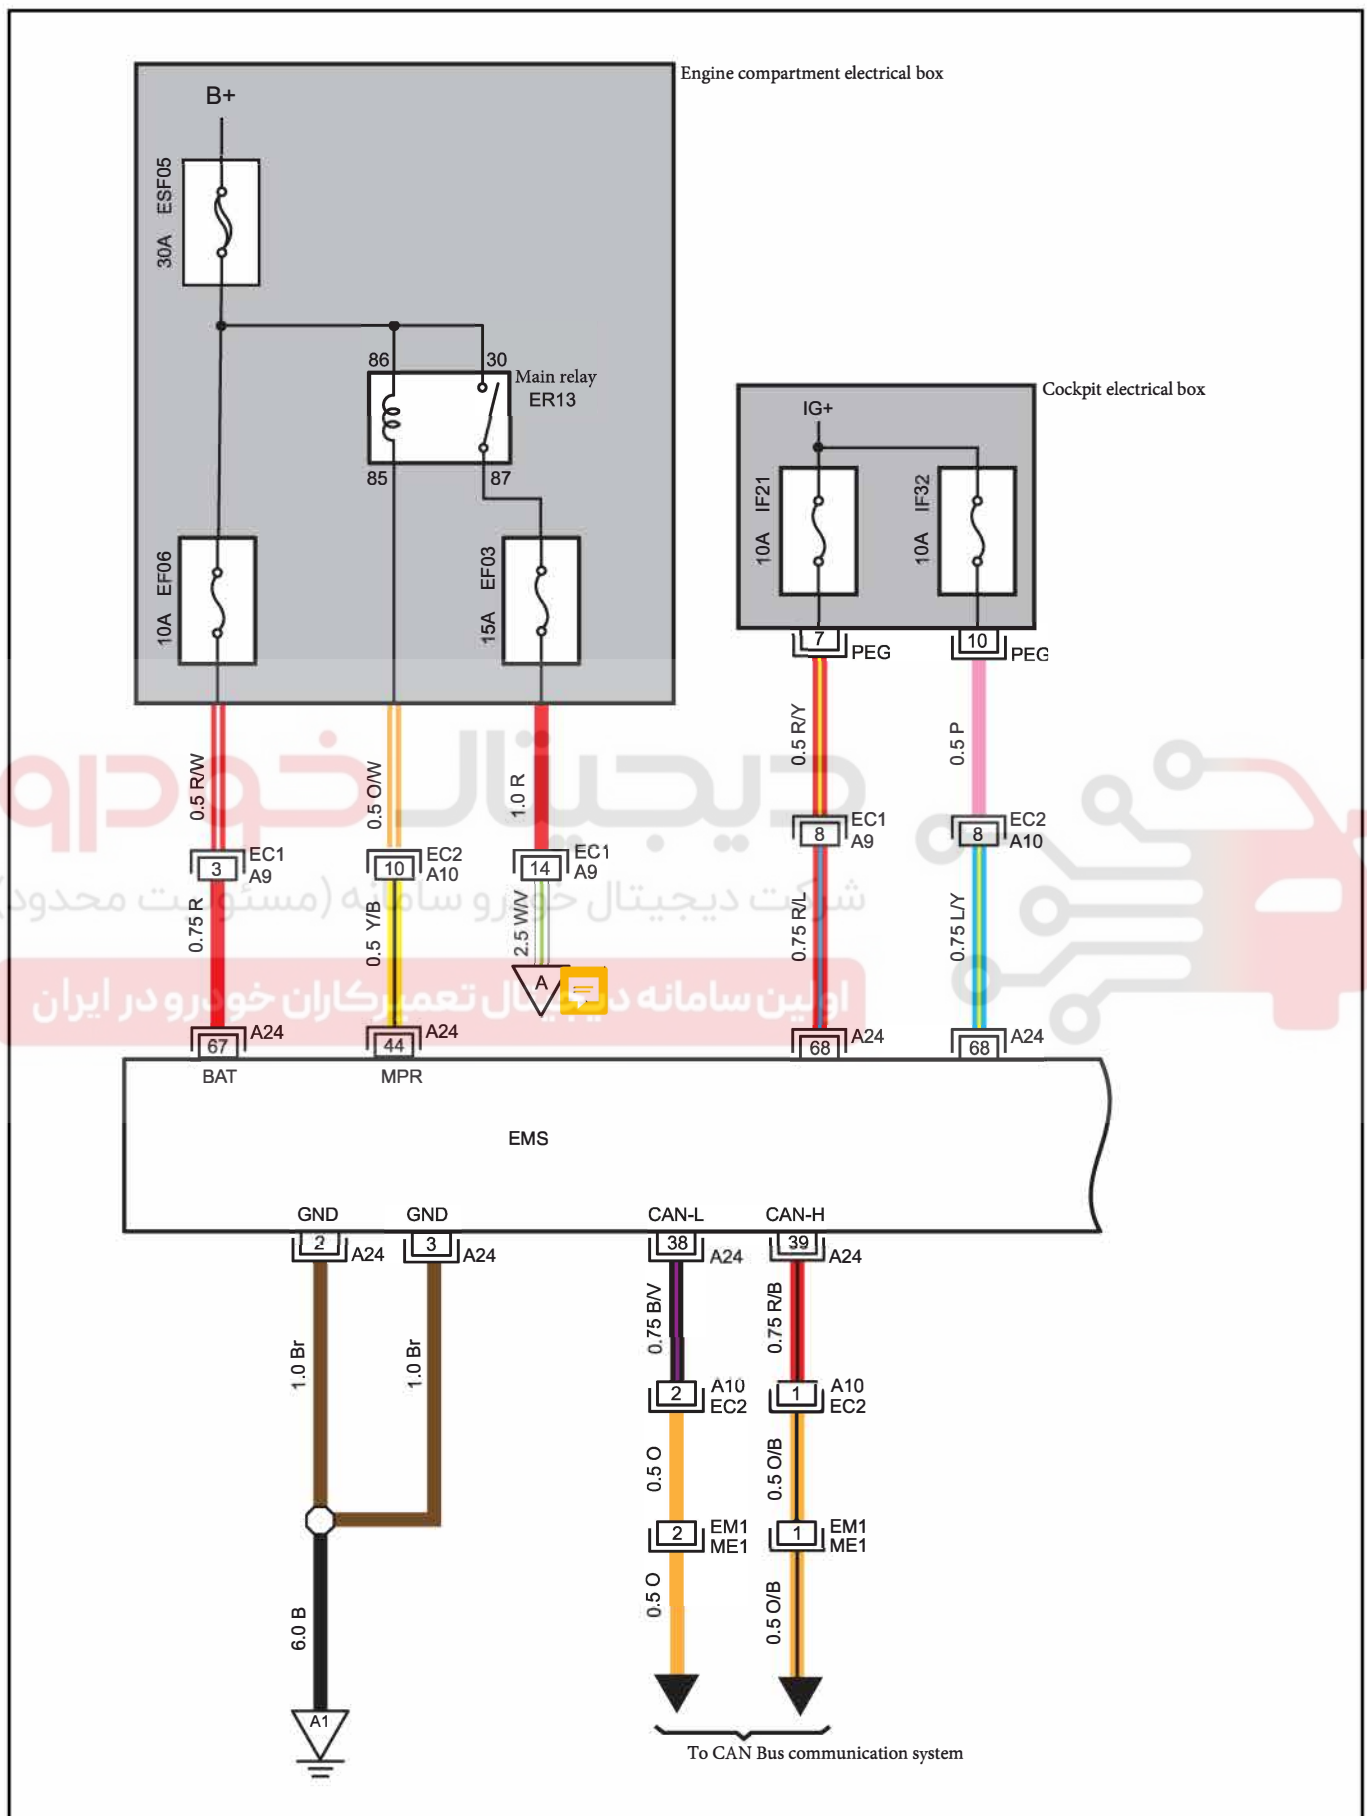 Engine compartment electrical box
B+
30A ESF05
86
30
Main relay
ER13
85
87
10A EF06
15A EF03
Cockpit electrical box
IG+
10A IF21
10A IF32
7
PEG
10
PEG
0.5 R/W
0.5 O/W
1.0 R
0.5 R/Y
0.5 P
دیجیتال خودرو
3
EC1
A9
10
EC2
A10
14
EC1
A9
8
EC1
A9
8
EC2
A10
شرکت دیجیتال خودرو سامانه (مسئولیت محدود)
0.75 R
0.5 Y/B
2.5 W/V
0.75 R/L
0.75 L/Y
A
اولین سامانه دیجیتال تعمیرکاران خودرو در ایران
67
A24
44
A24
68
A24
68
A24
BAT
MPR
EMS
GND
GND
CAN-L
CAN-H
2
A24
3
A24
38
A24
39
A24
1.0 Br
1.0 Br
0.75 B/V
0.75 R/B
2
A10
EC2
1
A10
EC2
0.5 O
0.5 O/B
2
EM1
ME1
1
EM1
ME1
6.0 B
0.5 O
0.5 O/B
A1
To CAN Bus communication system